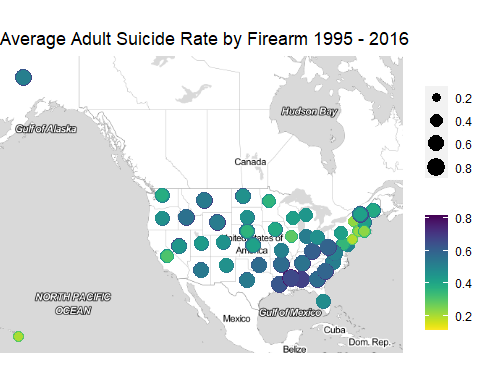 Average Adult Suicide Rate by Firearm 1995 - 2016
Hudson Bay
Gulf of Alaska
Canada
United States of
America
NORTH PACIFIC
OCEAN
Mexico
Gulf of Mexico
Cuba
Dom. Rep.
Belize
0.2
0.4
0.6
0.8
0.8
0.6
0.4
0.2